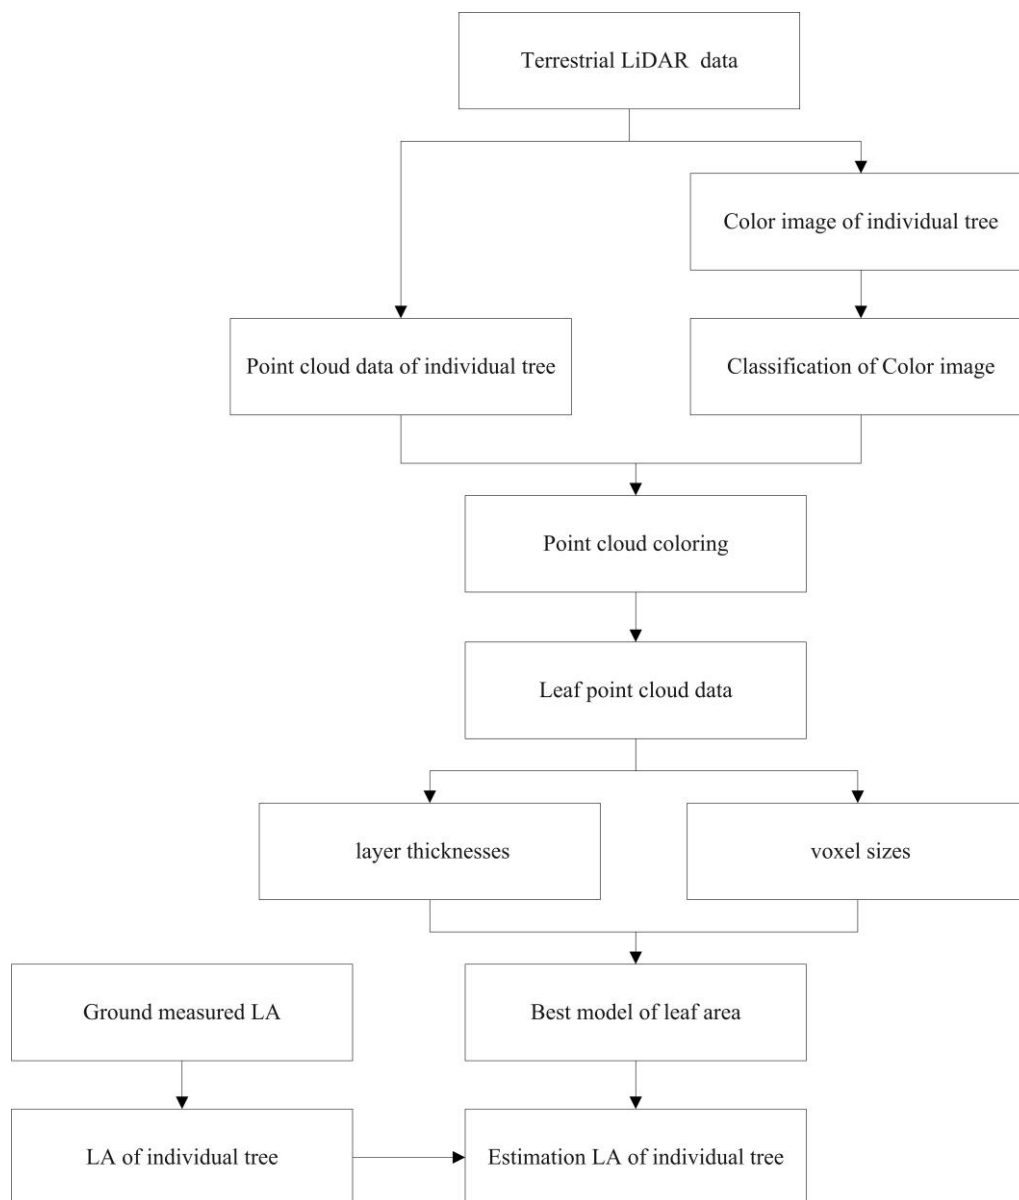 Terrestrial LiDAR data
Color image of individual tree
Point cloud data of individual tree
Classification of Color image
Point cloud coloring
Leaf point cloud data
layer thicknesses
voxel sizes
Ground measured LA
Best model of leaf area
LA of individual tree
Estimation LA of individual tree